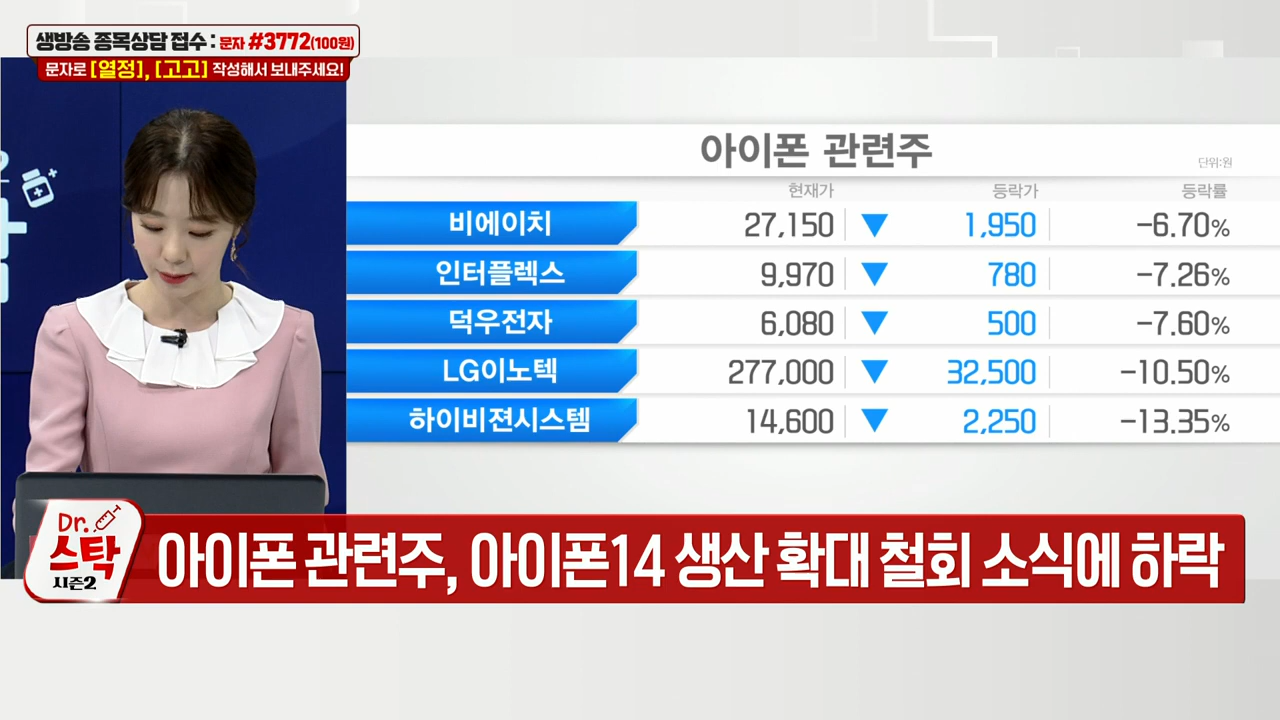 생방송 종목상담 접수 : 문자 #3772(100원)
문자로 [열정], [고고] 작성해서 보내주세요!
아이폰 관련주
단위:원
현재가 등락가 등락률
비에이치 27,150 ▼ 1,950 -6.70%
인터플렉스 9,970 ▼ 780 -7.26%
덕우전자 6,080 ▼ 500 -7.60%
LG이노텍 277,000 ▼ 32,500 -10.50%
하이비젼시스템 14,600 ▼ 2,250 -13.35%
Dr.
스탁
시즌2
아이폰 관련주, 아이폰14 생산 확대 철회 소식에 하락